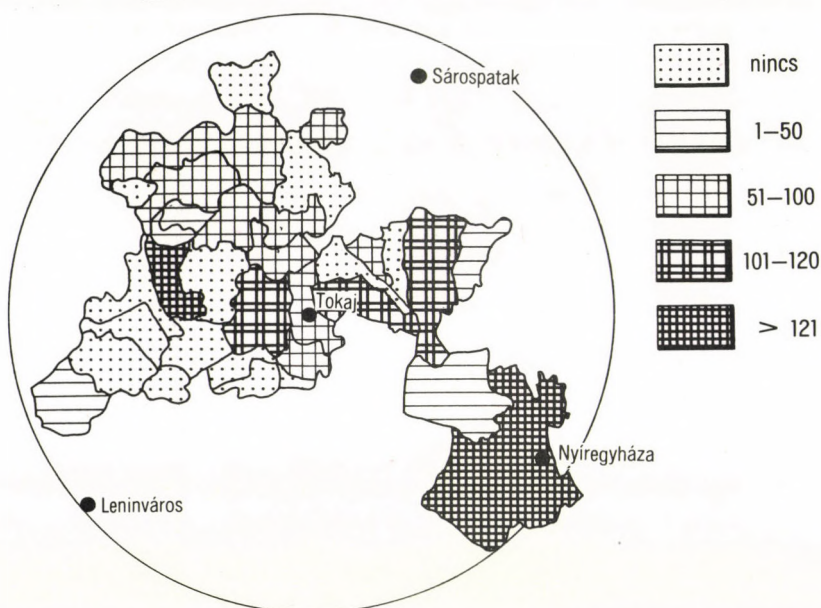 Sárospatak
Tokaj
Nyíregyháza
Leninváros
nincs
1—50
51—100
101—120
> 121